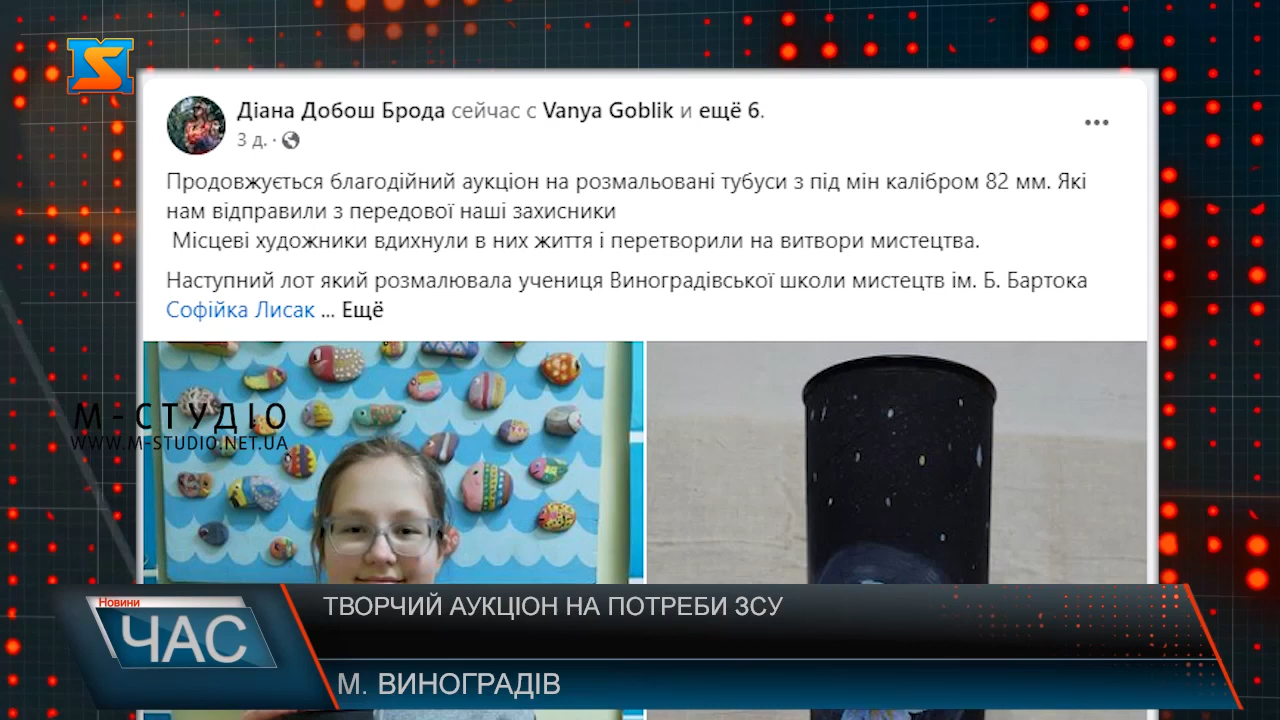 Діана Добош Брода сейчас с Vanya Goblik и ещё 6.
3 д. ·
Продовжується благодійний аукціон на розмальовані тубуси з під мін калібром 82 мм. Які
нам відправили з передової наші захисники
Місцеві художники вдихнули в них життя і перетворили на витвори мистецтва.
Наступний лот який розмалювала учениця Виноградівської школи мистецтв ім. Б. Бартока
Софійка Лисак ... Ещё
М-СТУДІО
WWW.M-STUDIO.NET.UA
Новини
ЧАС
ТВОРЧИЙ АУКЦІОН НА ПОТРЕБИ ЗСУ
М. ВИНОГРАДІВ